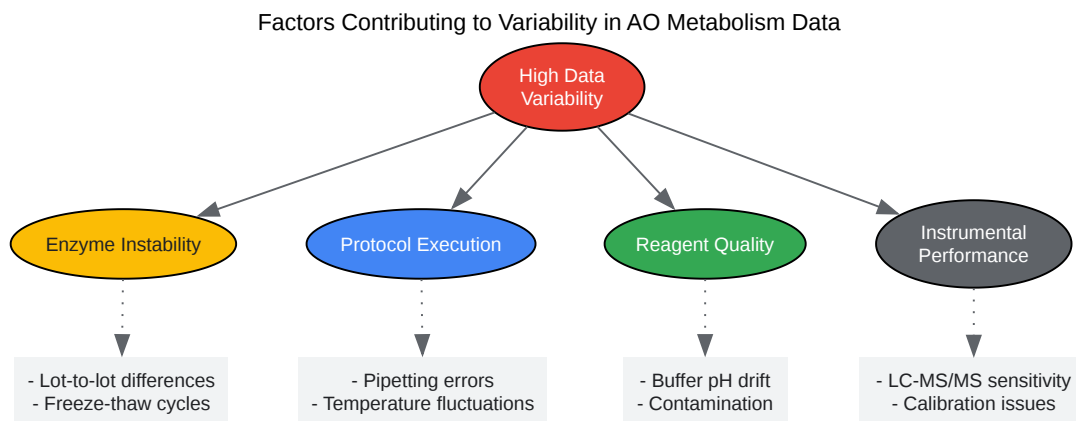 Factors Contributing to Variability in AO Metabolism Data
High Data
Variability
Enzyme Instability
Protocol Execution
Reagent Quality
Instrumental
Performance
- Lot-to-lot differences
- Freeze-thaw cycles
- Pipetting errors
- Temperature fluctuations
- Buffer pH drift
- Contamination
- LC-MS/MS sensitivity
- Calibration issues